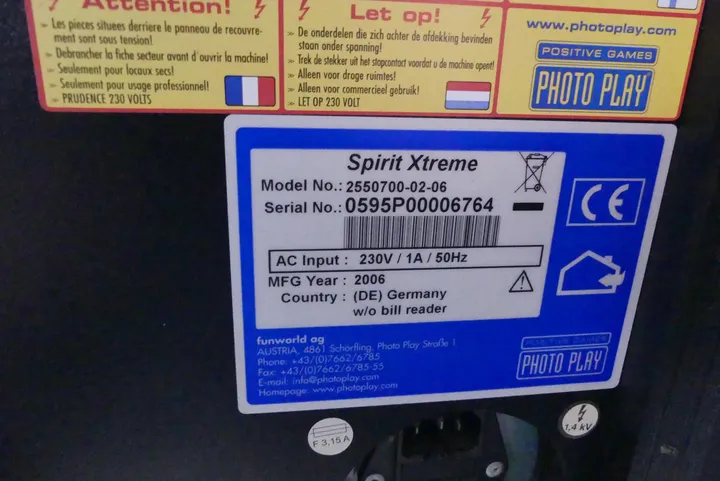 Attention!
Les pieces situees derriere le panneau de recouvre-
ment sont sous tension!
Debrancher la fiche secteur avant d'ouvrir la machine!
Seulement pour locaux secs!
Seulement pour usage professionnel!
PRUDENCE 230 VOLTS
Let op!
De onderdelen die zich achter de afdekking bevinden
staan onder spanning!
Trek de stekker uit het stopcontact voordat u de machine opent!
Alleen voor droge ruimtes!
Alleen voor commercieel gebruik!
LET OP 230 VOLT
www.photoplay.com
POSITIVE GAMES
PHOTO PLAY
Spirit Xtreme
Model No.: 2550700-02-06
Serial No.: 0595P00006764
AC Input : 230V / 1A / 50Hz
MFG Year : 2006
Country : (DE) Germany
w/o bill reader
CE
funworld ag
AUSTRIA, 4861 Schörfling, Photo Play Straße 1
Phone: +43/(0)7662/6785
Fax: +43/(0)7662/6785-55
E-mail: info@photoplay.com
Homepage: www.photoplay.com
POSITIVE GAMES
PHOTO PLAY
F 3,15 A
1,4 kV